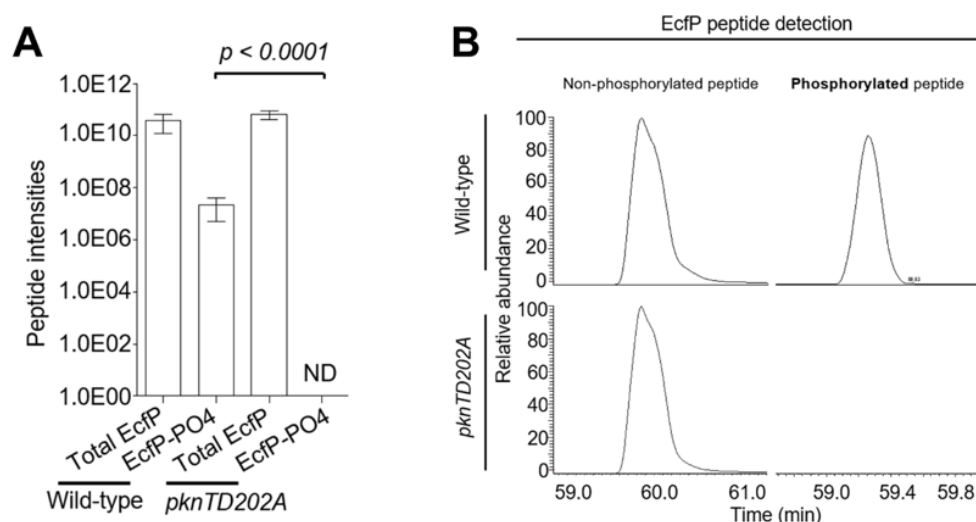 A
p < 0.0001
Peptide intensities
1.0E12
1.0E10
1.0E08
1.0E06
1.0E04
1.0E02
1.0E00
ND
Total EcfP
EcfP-PO4
Total EcfP
EcfP-PO4
Wild-type
pknTD202A
B
EcfP peptide detection
Non-phosphorylated peptide
Phosphorylated peptide
Wild-type
pknTD202A
Relative abundance
100
80
60
40
20
0
100
80
60
40
20
0
59.0 60.0 61.0
59.0 59.4 59.8
Time (min)